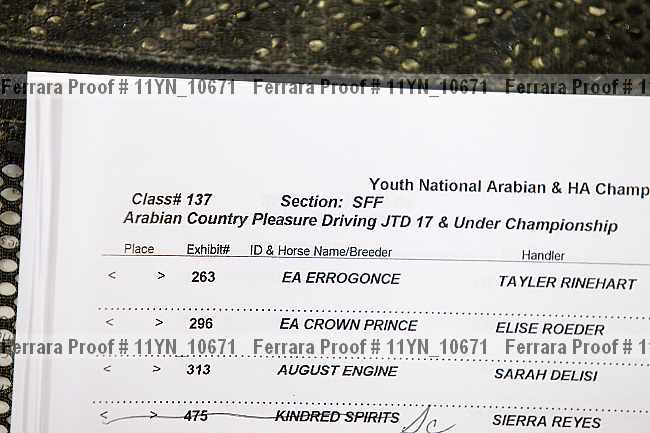 Ferrara Proof # 11YN_10671 Ferrara Proof # 11YN_10671 Ferrara Proof # 1
Youth National Arabian & HA Champ
Class# 137 Section: SFF
Arabian Country Pleasure Driving JTD 17 & Under Championship
Place Exhibit# ID & Horse Name/Breeder Handler
< > 263 EA ERROGONCE TAYLER RINEHART
< > 296 EA CROWN PRINCE ELISE ROEDER
Ferrara Proof # 11YN_10671 Ferrara Proof # 11YN_10671 Ferrara Proof # 1
< > 313 AUGUST ENGINE SARAH DELISI
< > 475 KINDRED SPIRITS Sc SIERRA REYES